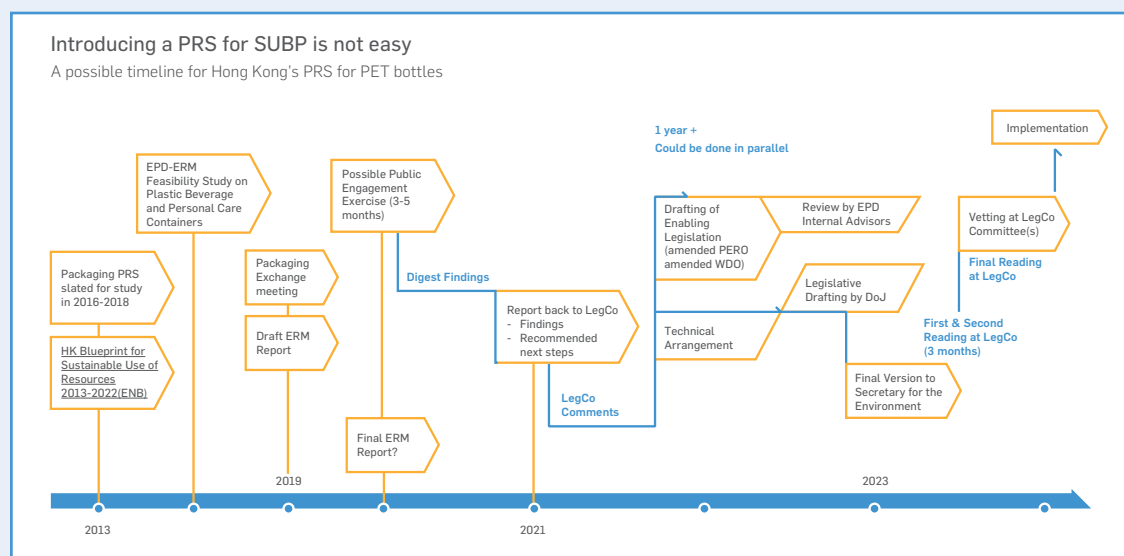 Introducing a PRS for SUBP is not easy
A possible timeline for Hong Kong's PRS for PET bottles
Packaging PRS
slated for study
in 2016-2018
HK Blueprint for
Sustainable Use of
Resources
2013-2022(ENB)
EPD-ERM
Feasibility Study on
Plastic Beverage
and Personal Care
Containers
Packaging
Exchange
meeting
Draft ERM
Report
Possible Public
Engagement
Exercise (3-5
months)
Final ERM
Report?
Digest Findings
Report back to LegCo
- Findings
- Recommended
next steps
LegCo
Comments
1 year +
Could be done in parallel
Drafting of
Enabling
Legislation
(amended PERO
amended WDO)
Review by EPD
Internal Advisors
Technical
Arrangement
Legislative
Drafting by DoJ
Final Version to
Secretary for the
Environment
First & Second
Reading at LegCo
(3 months)
Vetting at LegCo
Committee(s)
Final Reading
at LegCo
Implementation
2013
2019
2021
2023